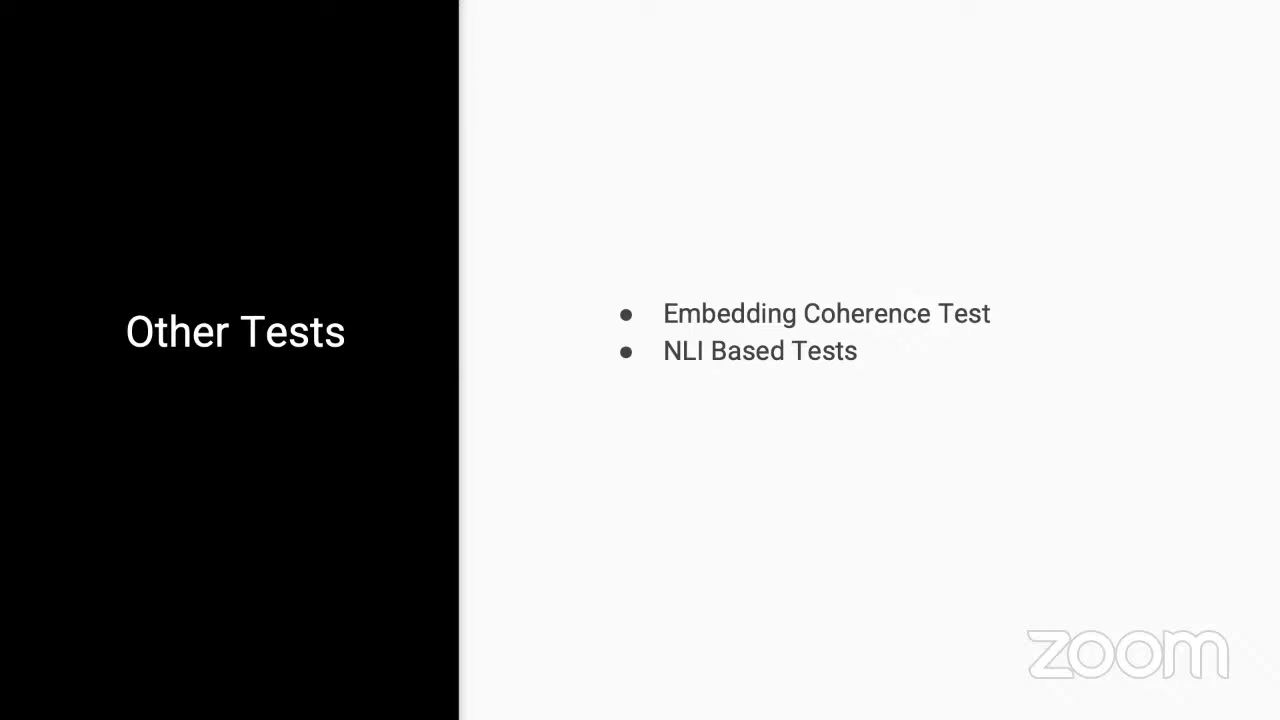 Other Tests
● Embedding Coherence Test
● NLI Based Tests
zoom